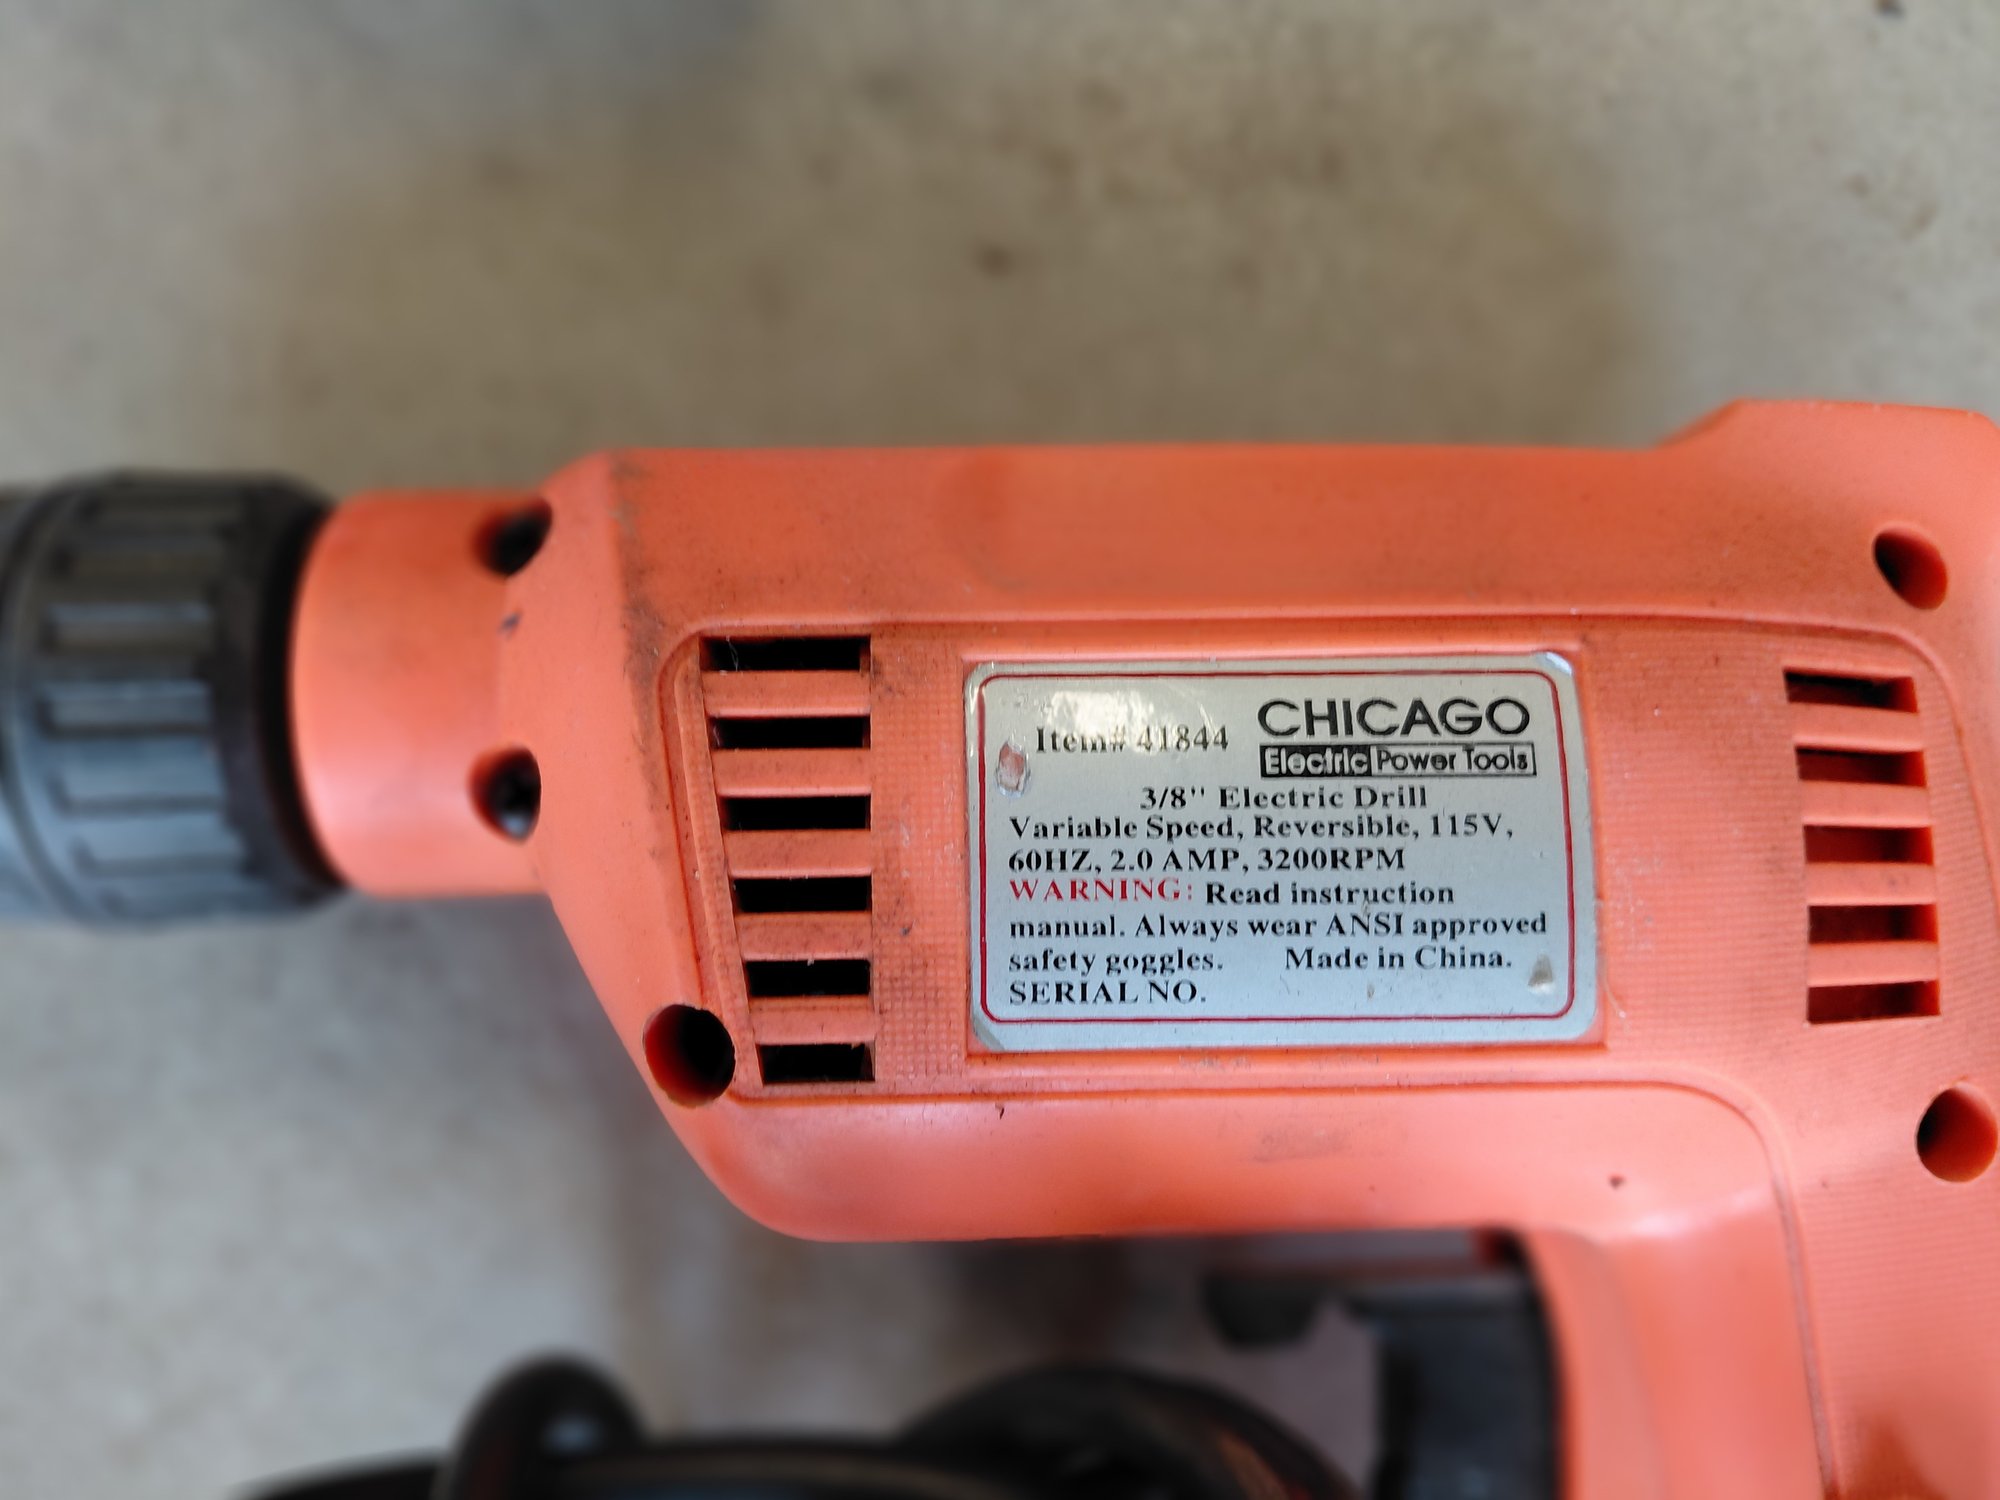 CHICAGO
Item# 41844
Electric Power Tools
3/8" Electric Drill
Variable Speed, Reversible, 115V,
60HZ, 2.0 AMP, 3200RPM
WARNING: Read instruction
manual. Always wear ANSI approved
safety goggles. Made in China.
SERIAL NO.